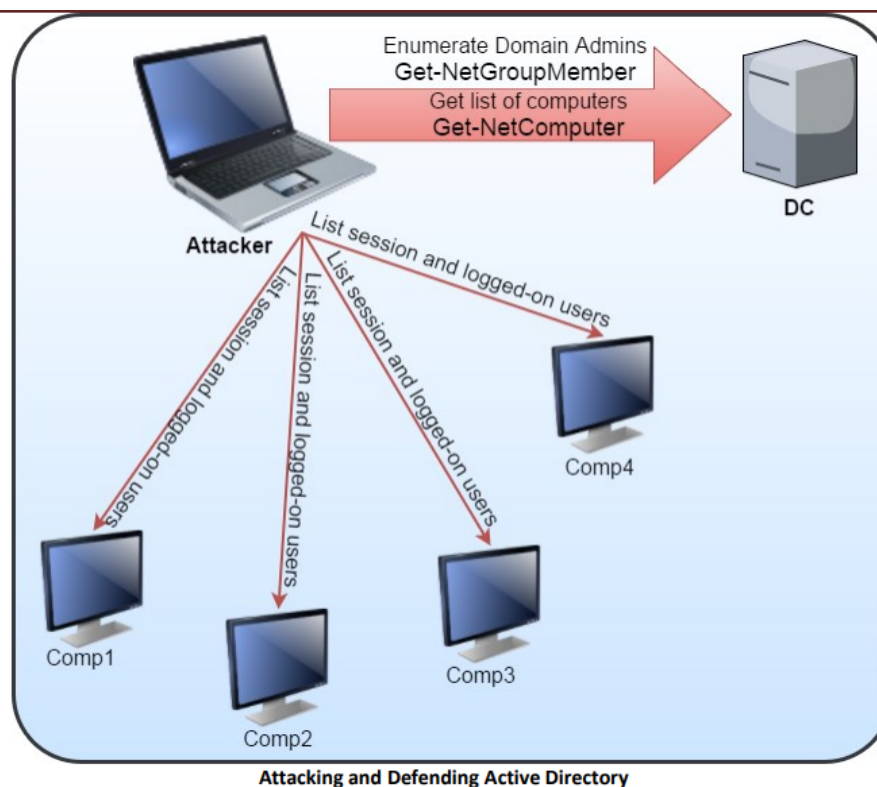 Enumerate Domain Admins
Get-NetGroupMember
Get list of computers
Get-NetComputer
DC
Attacker
List session and logged-on users
List session and logged-on users
List session and logged-on users
List session and logged-on users
Comp4
Comp1
Comp3
Comp2
Attacking and Defending Active Directory